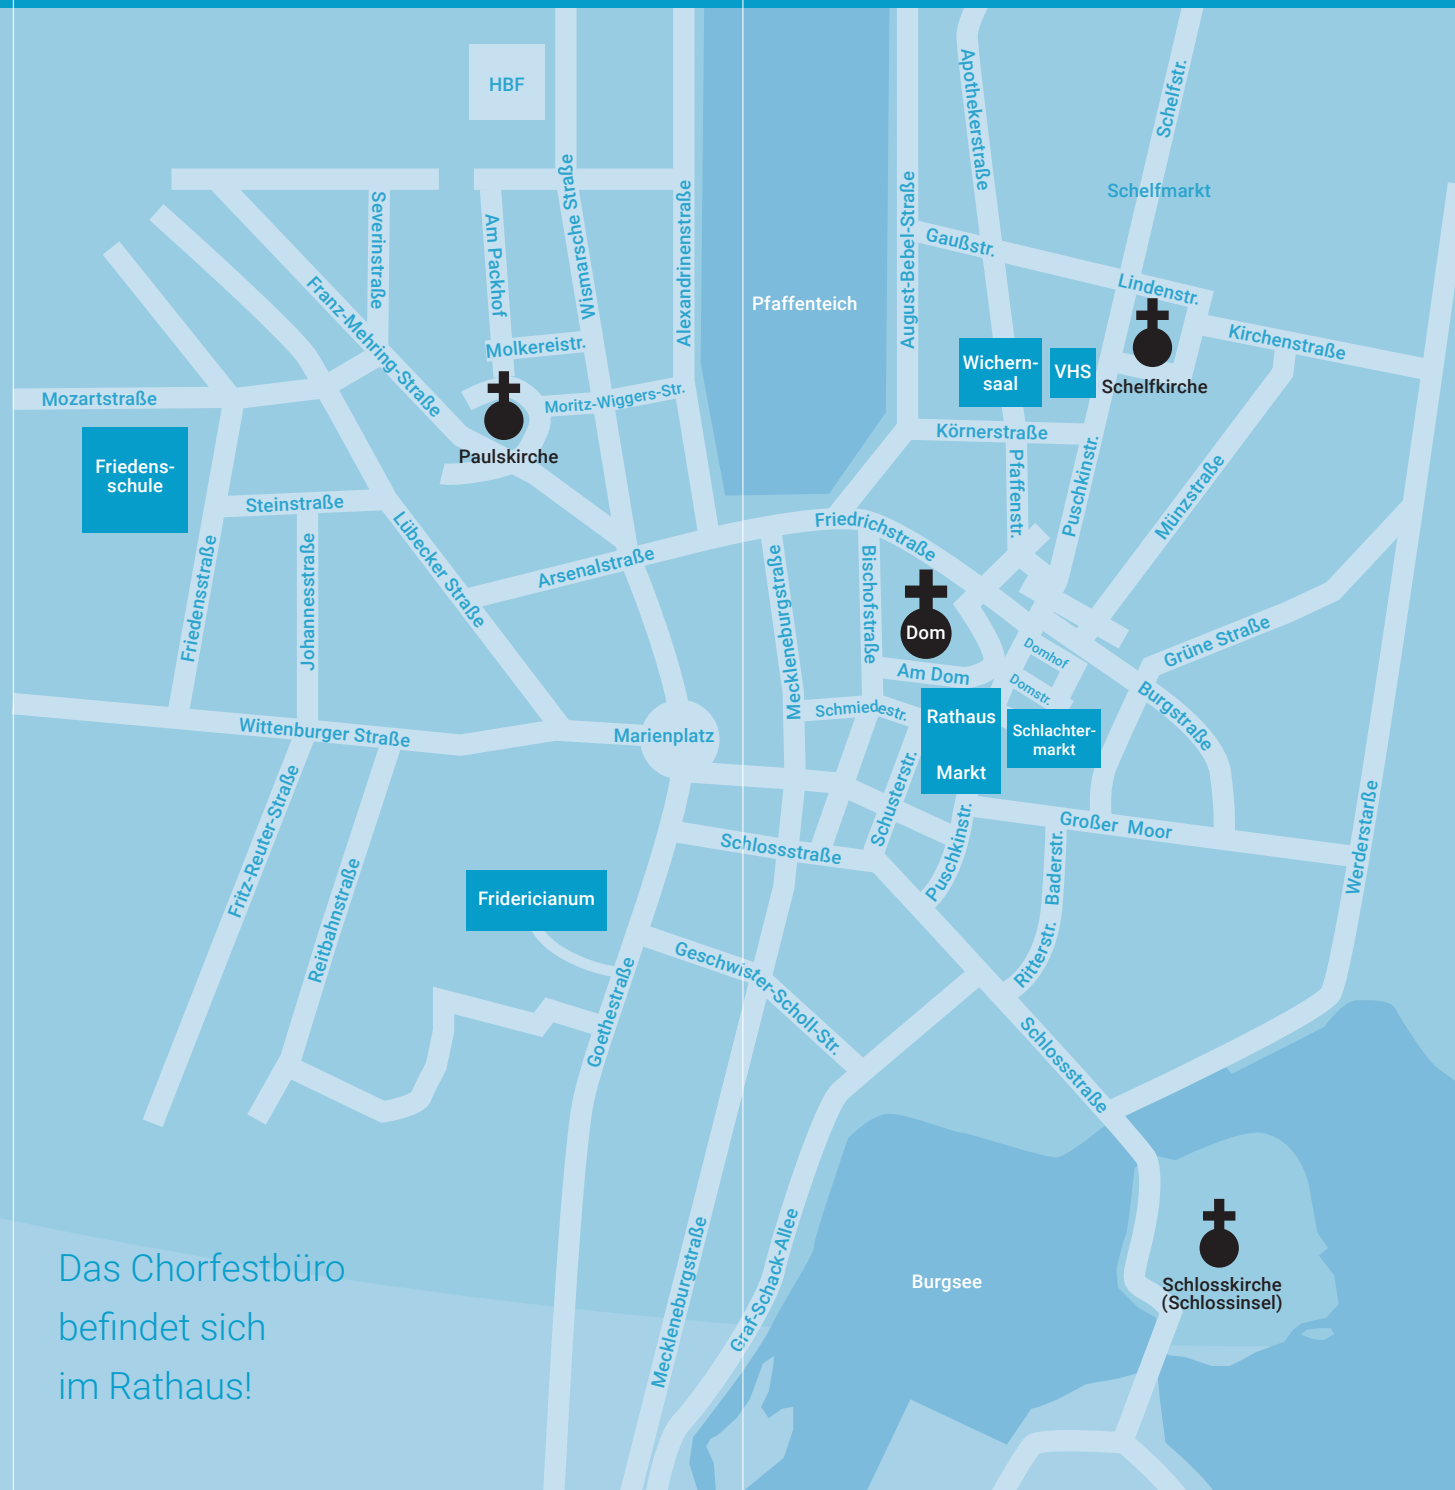 HBF
Apothekerstraße
Schelfstr.
Schelfmarkt
Severinstraße
Am Packhof
Wismarsche Straße
Alexandrinenstraße
August-Bebel-Straße
Gaußstr.
Lindenstr.
Kirchenstraße
Pfaffenteich
Franz-Mehring-Straße
Molkereistr.
Moritz-Wiggers-Str.
Wichern-
saal
VHS
Schelfkirche
Mozartstraße
Paulskirche
Körnerstraße
Friedens-
schule
Steinstraße
Lübecker Straße
Pfaffenstr.
Puschkinstr.
Münzstraße
Friedrichstraße
Friedensstraße
Johannesstraße
Arsenalstraße
Meckleneburgstraße
Bischofstraße
Dom
Domhof
Grüne Straße
Am Dom
Domstr.
Burgstraße
Schmiedestr.
Rathaus
Markt
Schlachter-
markt
Wittenburger Straße
Marienplatz
Schusterstr.
Puschkinstr.
Großer Moor
Fritz-Reuter-Straße
Reitbahnstraße
Schlossstraße
Baderstr.
Werderstarße
Fridericianum
Ritterstr.
Geschwister-Scholl-Str.
Goethestraße
Schlossstraße
Meckleneburgstraße
Graf-Schack-Allee
Burgsee
Schlosskirche
(Schlossinsel)
Das Chorfestbüro
befindet sich
im Rathaus!